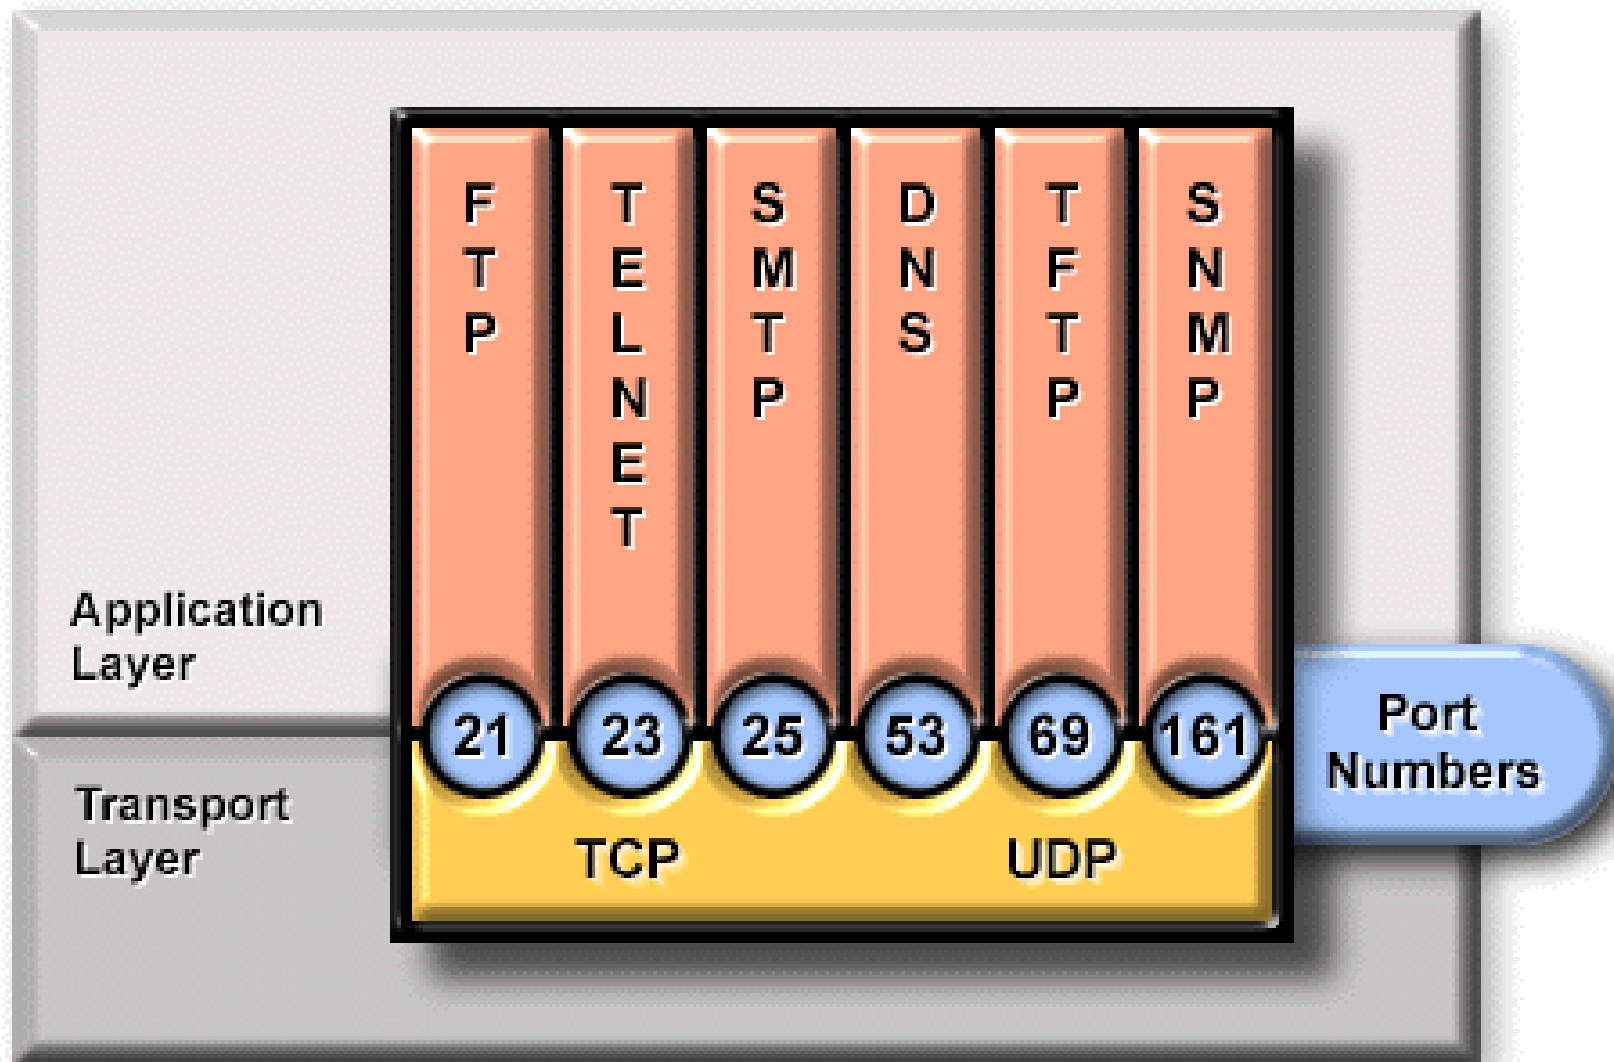 FTP
TELNET
SMTP
DNS
TFTP
SNMP
Application
Layer
21
23
25
53
69
161
Port
Numbers
Transport
Layer
TCP
UDP